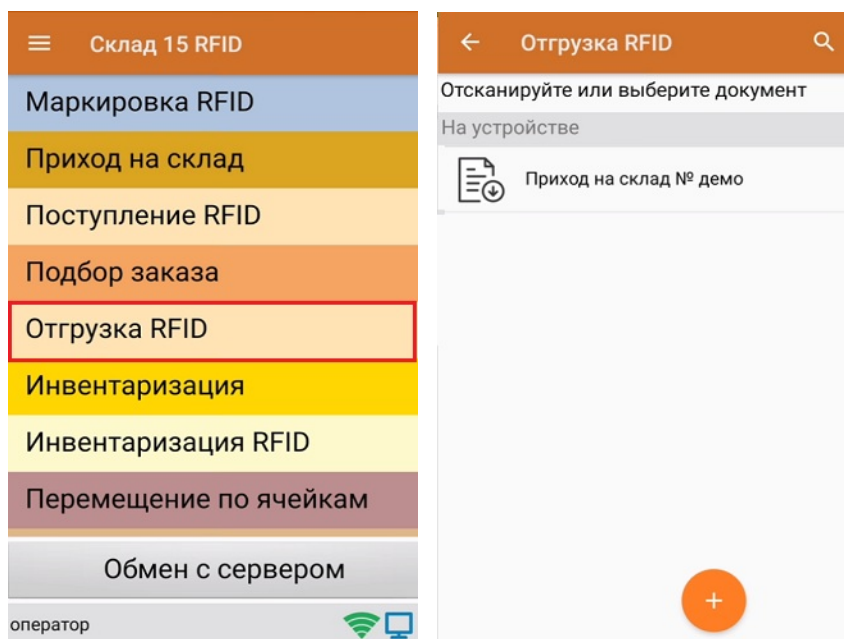 Склад 15 RFID
Маркировка RFID
Приход на склад
Поступление RFID
Подбор заказа
Отгрузка RFID
Инвентаризация
Инвентаризация RFID
Перемещение по ячейкам
Обмен с сервером
оператор
Отгрузка RFID
Отсканируйте или выберите документ
На устройстве
Приход на склад № демо